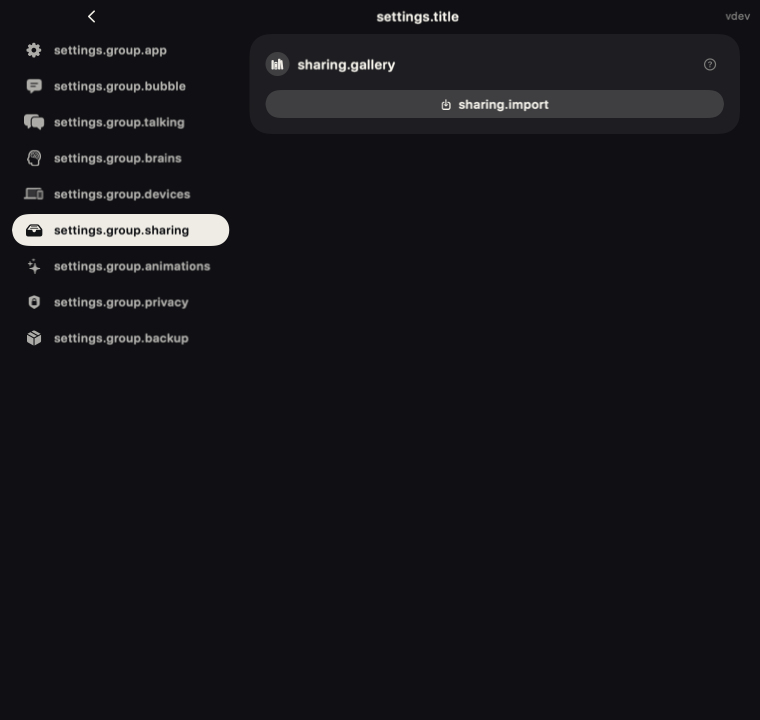 settings.title
vdev
settings.group.app
settings.group.bubble
settings.group.talking
settings.group.brains
settings.group.devices
settings.group.sharing
settings.group.animations
settings.group.privacy
settings.group.backup
sharing.gallery
?
sharing.import